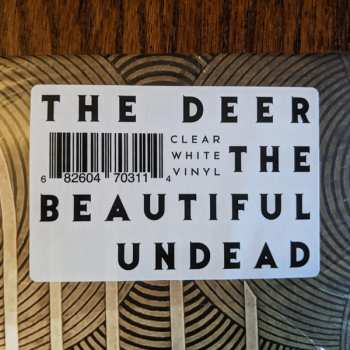 THE DEER
CLEAR
WHITE
VINYL
THE
6 82604 70311 4
BEAUTIFUL
UNDEAD